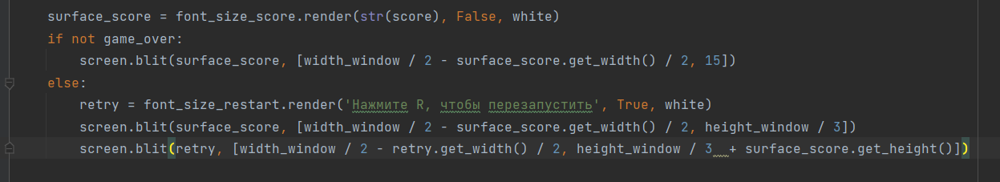 surface_score = font_size_score.render(str(score), False, white)
if not game_over:
    screen.blit(surface_score, [width_window / 2 - surface_score.get_width() / 2, 15])
else:
    retry = font_size_restart.render('Нажмите R, чтобы перезапустить', True, white)
    screen.blit(surface_score, [width_window / 2 - surface_score.get_width() / 2, height_window / 3])
    screen.blit(retry, [width_window / 2 - retry.get_width() / 2, height_window / 3  + surface_score.get_height()])